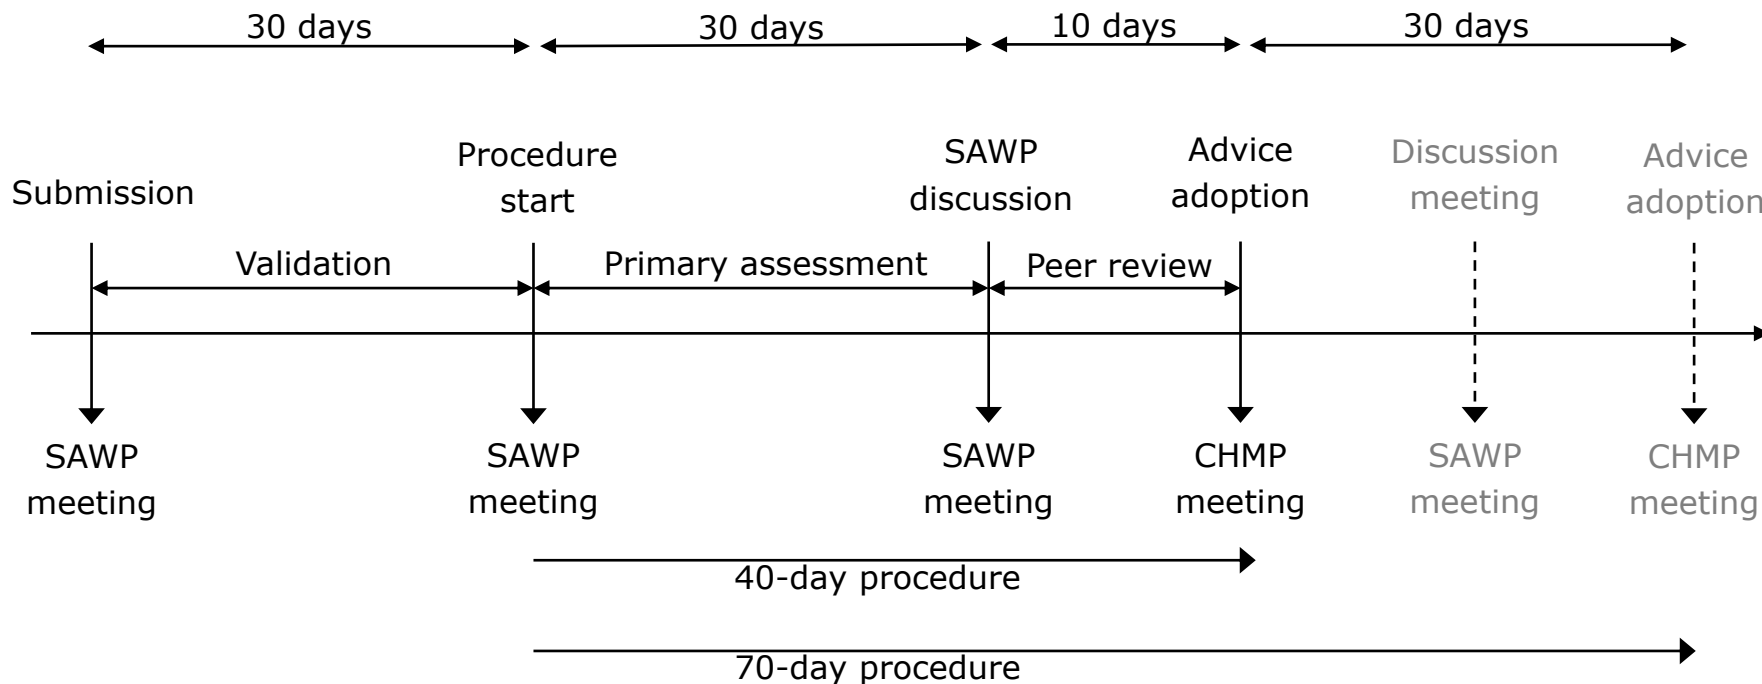 30 days
30 days
10 days
30 days
Submission
Procedure
start
SAWP
discussion
Advice
adoption
Discussion
meeting
Advice
adoption
Validation
Primary assessment
Peer review
SAWP
meeting
SAWP
meeting
SAWP
meeting
CHMP
meeting
SAWP
meeting
CHMP
meeting
40-day procedure
70-day procedure